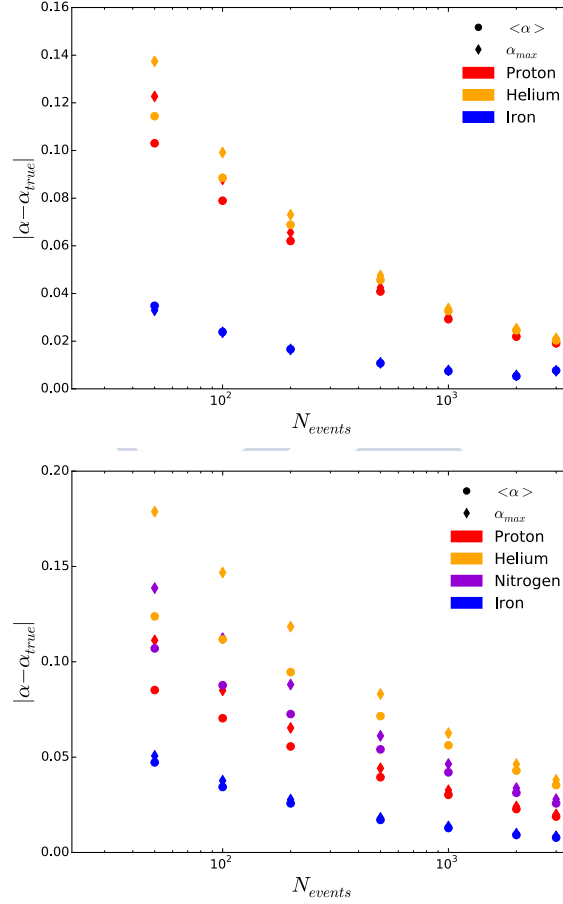 0.16
0.14
0.12
0.10
0.08
0.06
0.04
0.02
0.00
|α−α_true|
<α>
α_max
Proton
Helium
Iron
10²
10³
N_events
0.20
0.15
0.10
0.05
0.00
|α−α_true|
<α>
α_max
Proton
Helium
Nitrogen
Iron
10²
10³
N_events